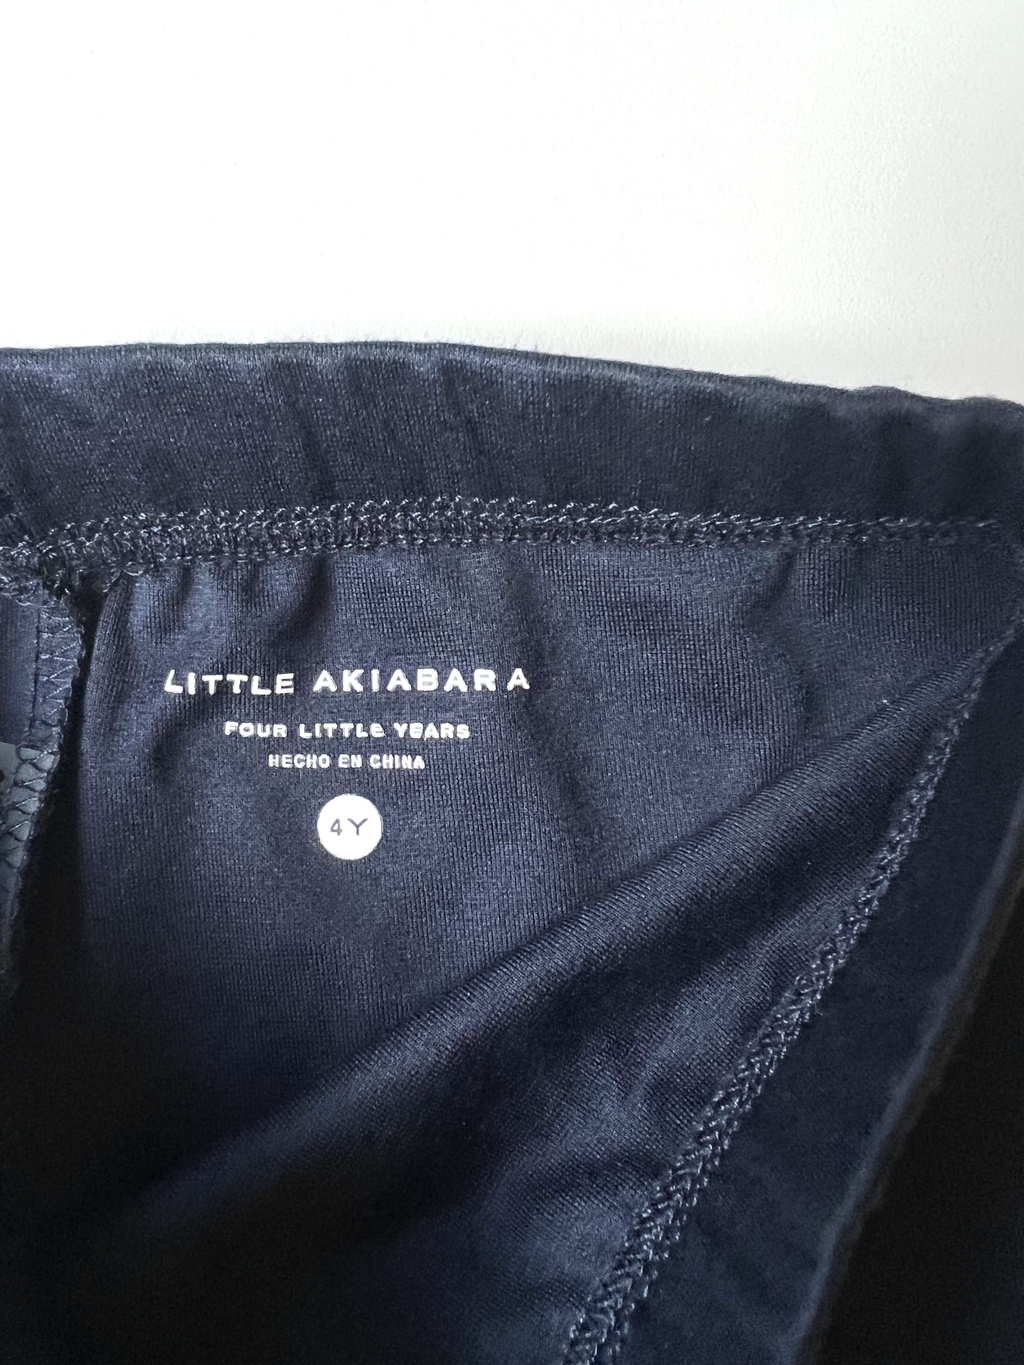 LITTLE AKIABARA
FOUR LITTLE YEARS
HECHO EN CHINA
4Y